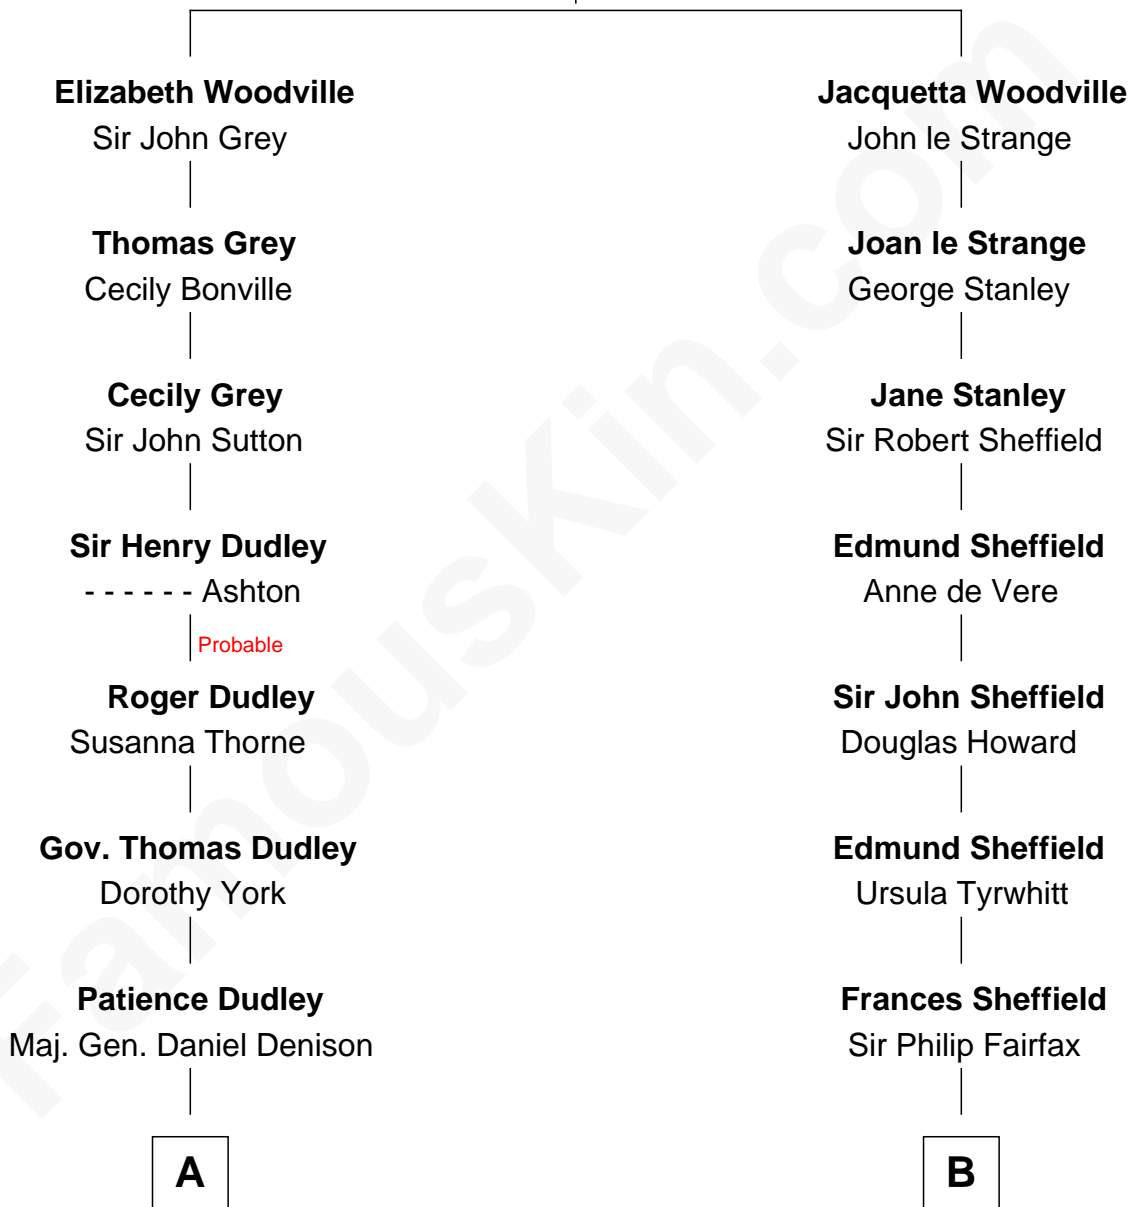 Elizabeth Woodville
Sir John Grey
Thomas Grey
Cecily Bonville
Cecily Grey
Sir John Sutton
Sir Henry Dudley
- - - - - - Ashton
Probable
Roger Dudley
Susanna Thorne
Gov. Thomas Dudley
Dorothy York
Patience Dudley
Maj. Gen. Daniel Denison
A
Jacquetta Woodville
John le Strange
Joan le Strange
George Stanley
Jane Stanley
Sir Robert Sheffield
Edmund Sheffield
Anne de Vere
Sir John Sheffield
Douglas Howard
Edmund Sheffield
Ursula Tyrwhitt
Frances Sheffield
Sir Philip Fairfax
B
FamousKin.com